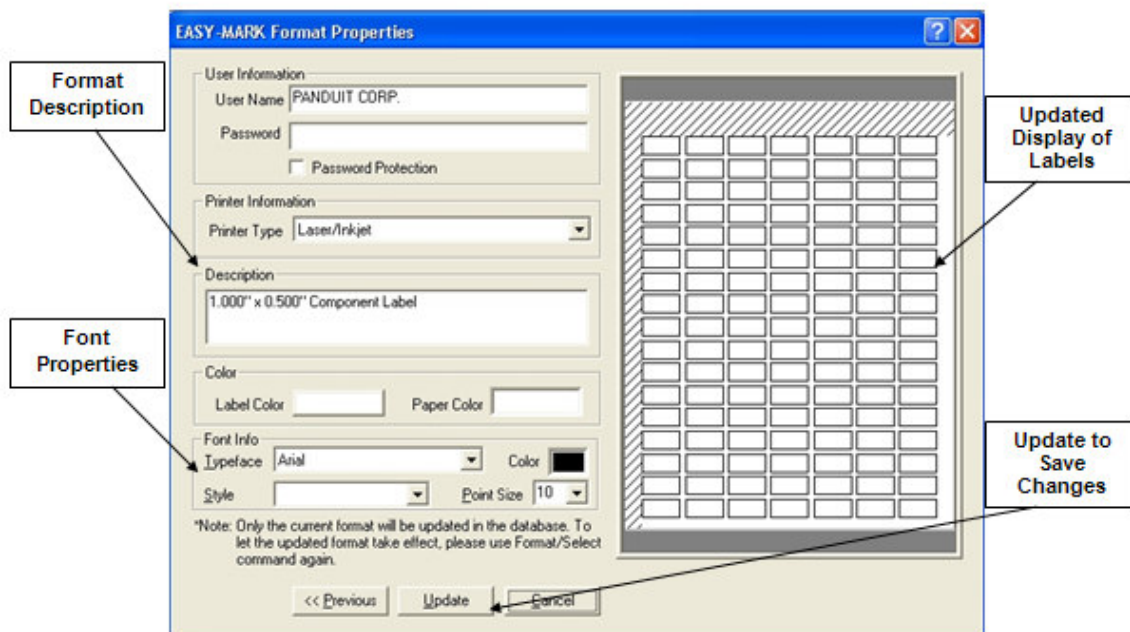 EASY-MARK Format Properties
Format
Description
User Information
User Name PANDUIT CORP.
Password
Password Protection
Updated
Display of
Labels
Printer Information
Printer Type Laser/Inkjet
Description
1.000" x 0.500" Component Label
Font
Properties
Color
Label Color Paper Color
Font Info
Typeface Arial Color
Style Point Size 10
Update to
Save
Changes
*Note: Only the current format will be updated in the database. To
let the updated format take effect, please use Format/Select
command again.
<< Previous Update Cancel